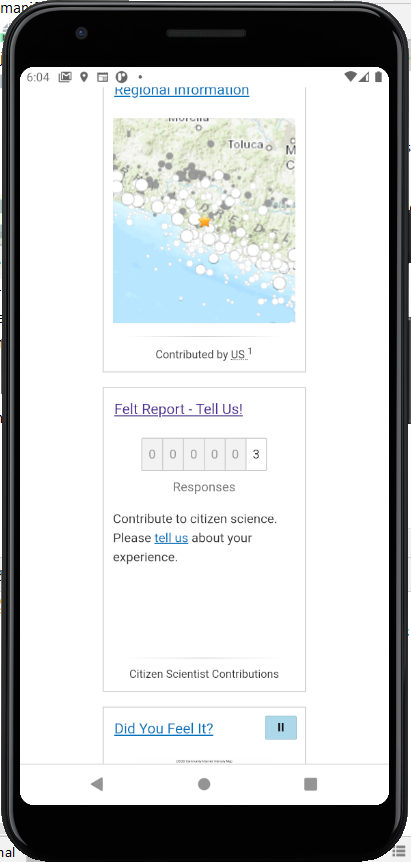 mani
6:04
Regional Information
Morelia
Toluca
M
C
D R E D E L
Contributed by US 1
Felt Report - Tell Us!
0 0 0 0 0 3
Responses
Contribute to citizen science.
Please tell us about your
experience.
Citizen Scientist Contributions
Did You Feel It?
nal